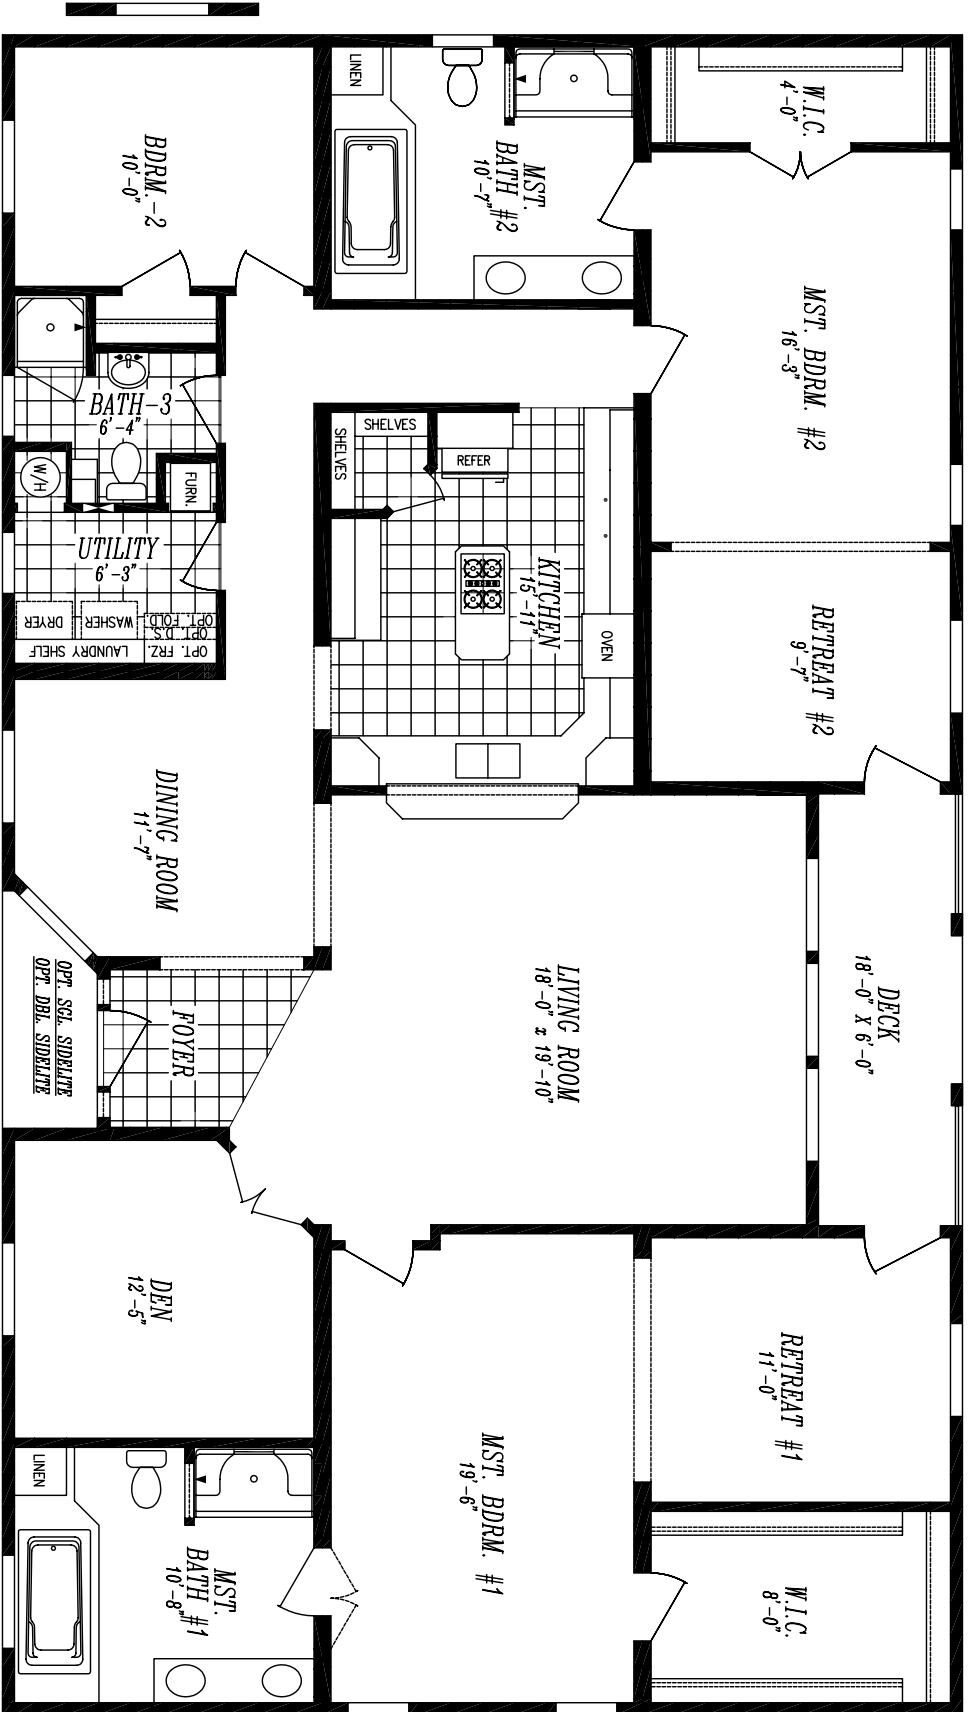 LINEN
W.I.C.
4'-0"
BDRM.-2
10'-0"
MST.
BATH #2
10'-7"
MST. BDRM. #2
16'-3"
BATH-3
6'-4"
SHELVES
SHELVES
REFER
W/H
FURN.
UTILITY
6'-3"
KITCHEN
15'-11"
OVEN
RETREAT #2
9'-7"
DRYER
WASHER
OPT. FOLD.
OPT. D.S.
LAUNDRY SHELF
OPT. FRZ.
DINING ROOM
11'-7"
OPT. SGL. SIDELITE
OPT. DBL. SIDELITE
FOYER
LIVING ROOM
18'-0" x 19'-10"
DECK
18'-0" X 6'-0"
DEN
12'-5"
RETREAT #1
11'-0"
MST. BDRM. #1
19'-6"
LINEN
MST.
BATH #1
10'-8"
W.I.C.
8'-0"